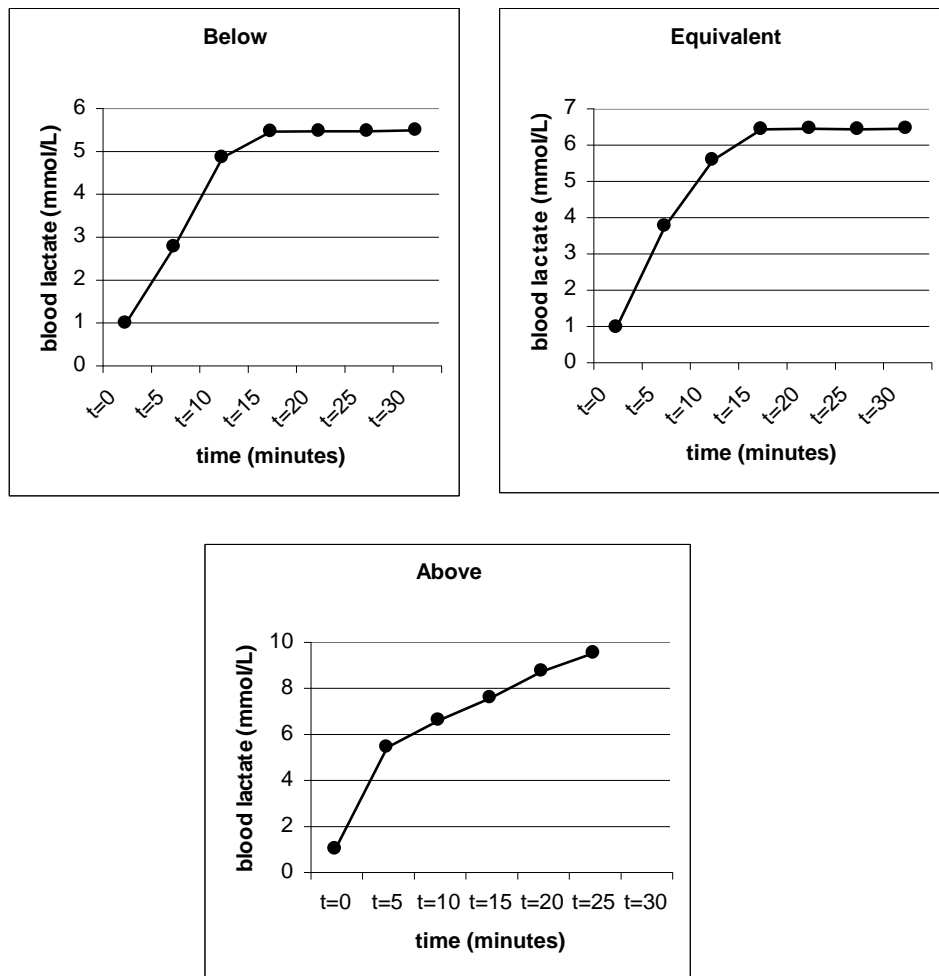 Below
blood lactate (mmol/L)
6
5
4
3
2
1
0
t=0
t=5
t=10
t=15
t=20
t=25
t=30
time (minutes)
Equivalent
blood lactate (mmol/L)
7
6
5
4
3
2
1
0
t=0
t=5
t=10
t=15
t=20
t=25
t=30
time (minutes)
Above
blood lactate (mmol/L)
10
8
6
4
2
0
t=0 t=5 t=10 t=15 t=20 t=25 t=30
time (minutes)